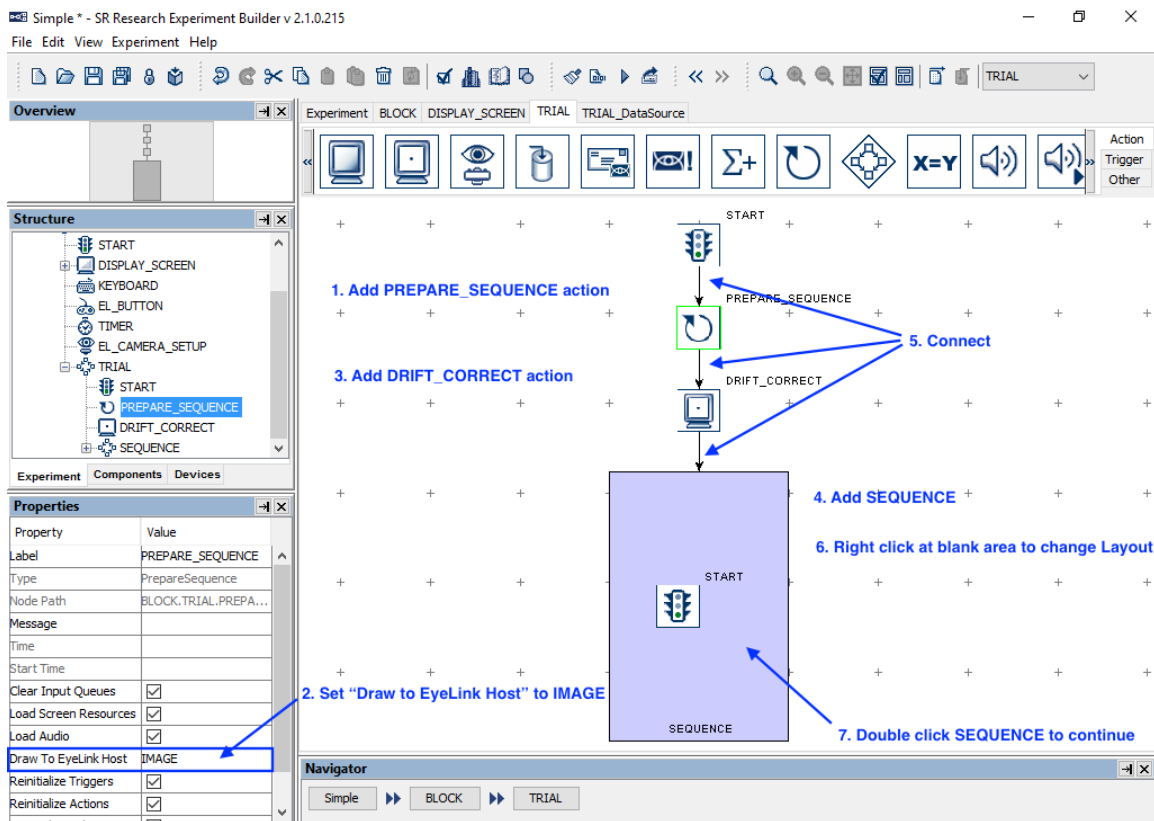 Simple * - SR Research Experiment Builder v 2.1.0.215
File Edit View Experiment Help
TRIAL
Overview
Experiment BLOCK DISPLAY_SCREEN TRIAL TRIAL_DataSource
X=Y
Action
Trigger
Other
Structure
START
DISPLAY_SCREEN
KEYBOARD
EL_BUTTON
TIMER
EL_CAMERA_SETUP
TRIAL
START
PREPARE_SEQUENCE
DRIFT_CORRECT
SEQUENCE
Experiment Components Devices
Properties
Property Value
Label PREPARE_SEQUENCE
Type PrepareSequence
Node Path BLOCK.TRIAL.PREPA...
Message
Time
Start Time
Clear Input Queues
Load Screen Resources
Load Audio
Draw To EyeLink Host IMAGE
Reinitialize Triggers
Reinitialize Actions
START
1. Add PREPARE_SEQUENCE action
PREPARE_SEQUENCE
5. Connect
3. Add DRIFT_CORRECT action
DRIFT_CORRECT
4. Add SEQUENCE
6. Right click at blank area to change Layout
START
2. Set “Draw to EyeLink Host” to IMAGE
SEQUENCE
7. Double click SEQUENCE to continue
Navigator
Simple BLOCK TRIAL